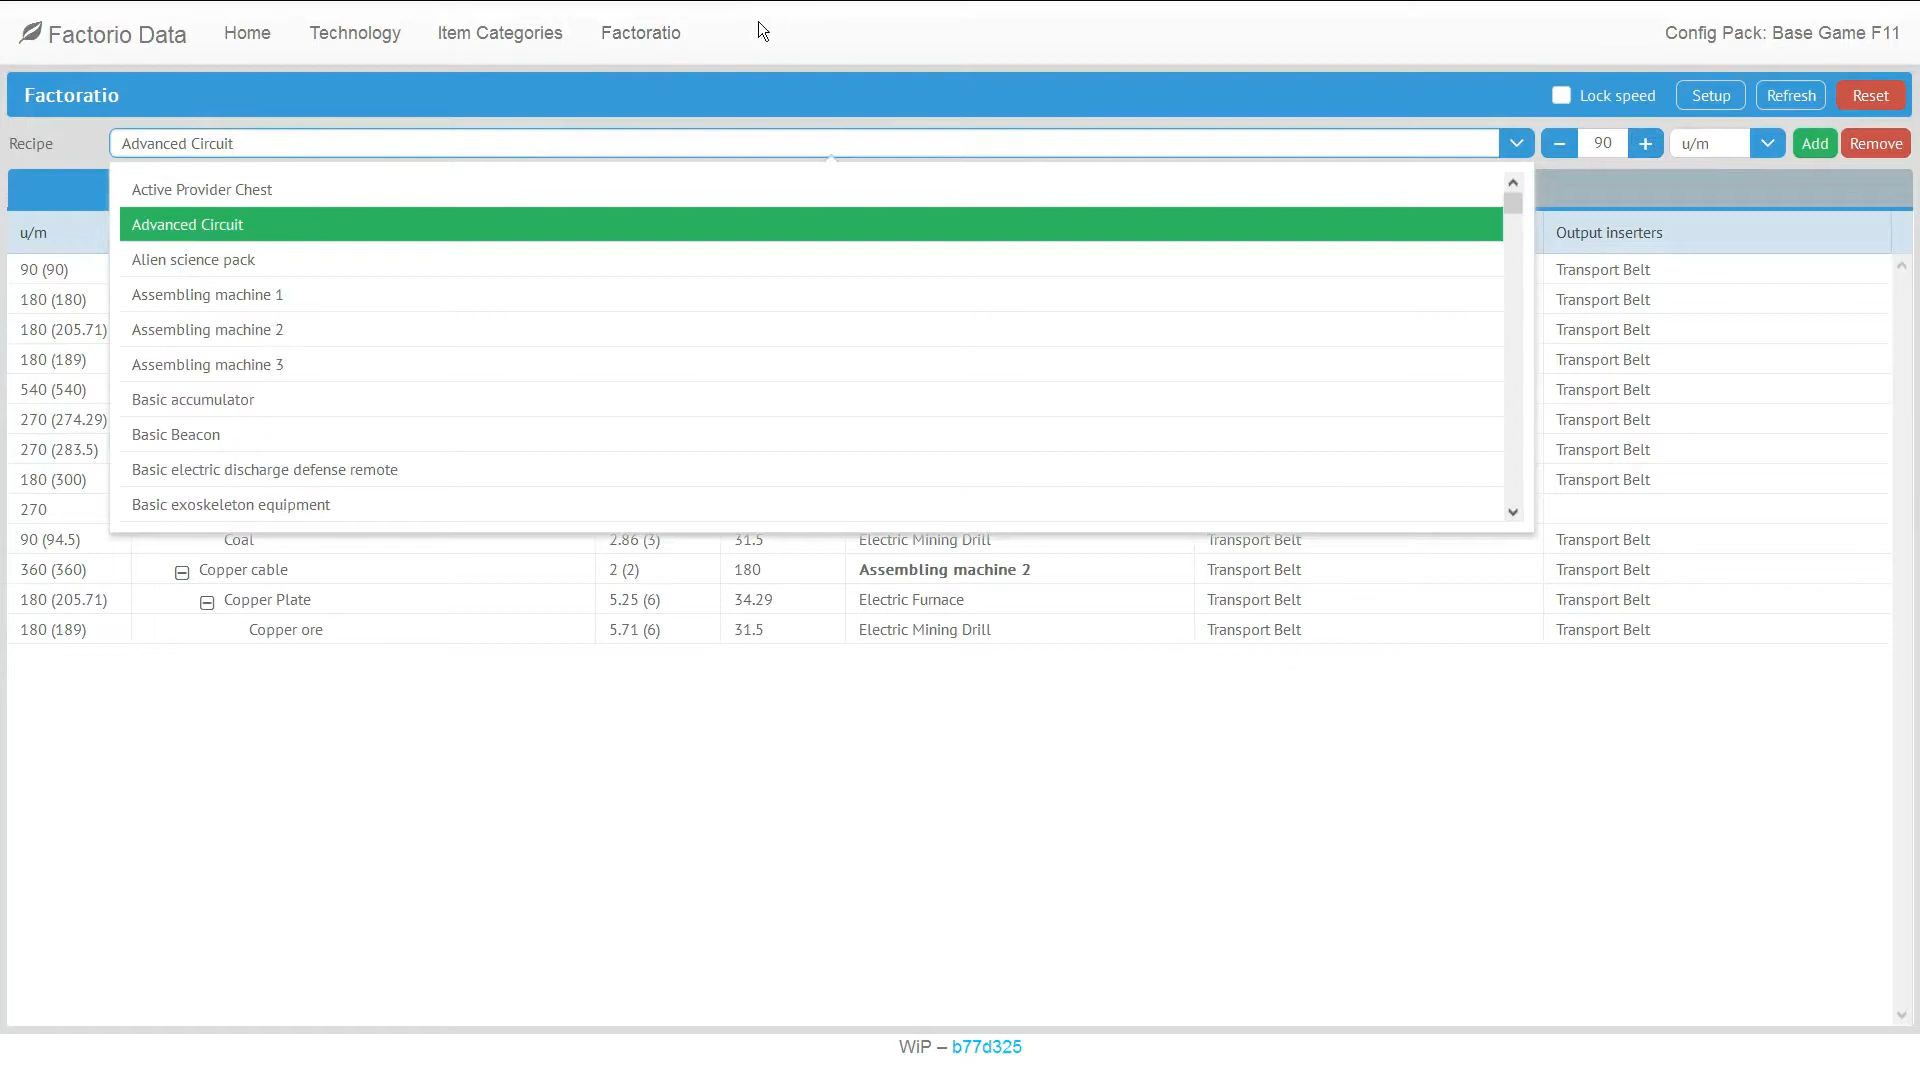 Factorio Data Home Technology Item Categories Factoratio Config Pack: Base Game F11
Factoratio Lock speed Setup Refresh Reset
Recipe Advanced Circuit 90 u/m Add Remove
Active Provider Chest
Advanced Circuit
Alien science pack
Assembling machine 1
Assembling machine 2
Assembling machine 3
Basic accumulator
Basic Beacon
Basic electric discharge defense remote
Basic exoskeleton equipment
u/m Output inserters
90 (90) Transport Belt
180 (180) Transport Belt
180 (205.71) Transport Belt
180 (189) Transport Belt
540 (540) Transport Belt
270 (274.29) Transport Belt
270 (283.5) Transport Belt
180 (300) Transport Belt
270
90 (94.5) Coal 2.86 (3) 31.5 Electric Mining Drill Transport Belt Transport Belt
360 (360) Copper cable 2 (2) 180 Assembling machine 2 Transport Belt Transport Belt
180 (205.71) Copper Plate 5.25 (6) 34.29 Electric Furnace Transport Belt Transport Belt
180 (189) Copper ore 5.71 (6) 31.5 Electric Mining Drill Transport Belt Transport Belt
WiP – b77d325